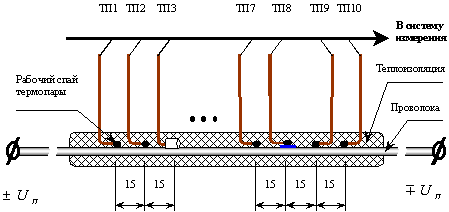 ТП1 ТП2 ТП3 ТП7 ТП8 ТП9 ТП10
В систему
измерения
Рабочий спай
термопары
Теплоизоляция
Проволока
± U п
∓ U п
15 15 15 15 15